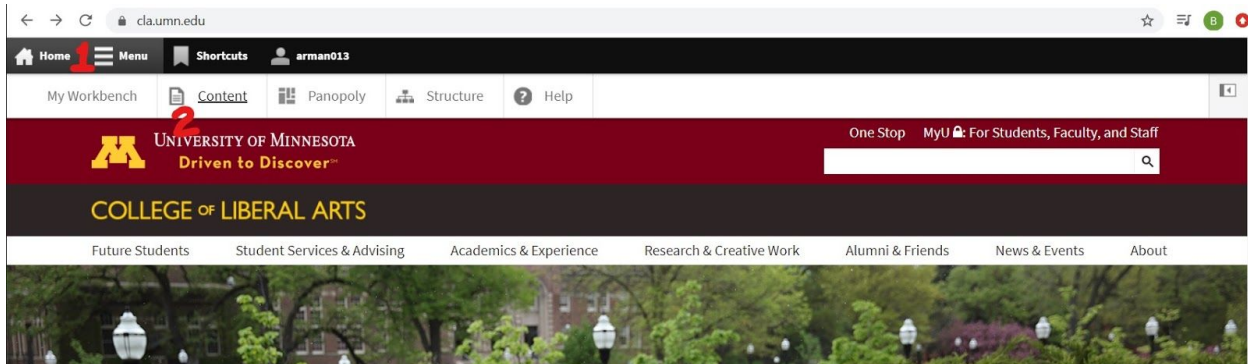 cla.umn.edu B
Home 1 Menu Shortcuts arman013
My Workbench Content Panopoly Structure Help
2
UNIVERSITY OF MINNESOTA
Driven to Discover℠
One Stop MyU : For Students, Faculty, and Staff
COLLEGE OF LIBERAL ARTS
Future Students Student Services & Advising Academics & Experience Research & Creative Work Alumni & Friends News & Events About